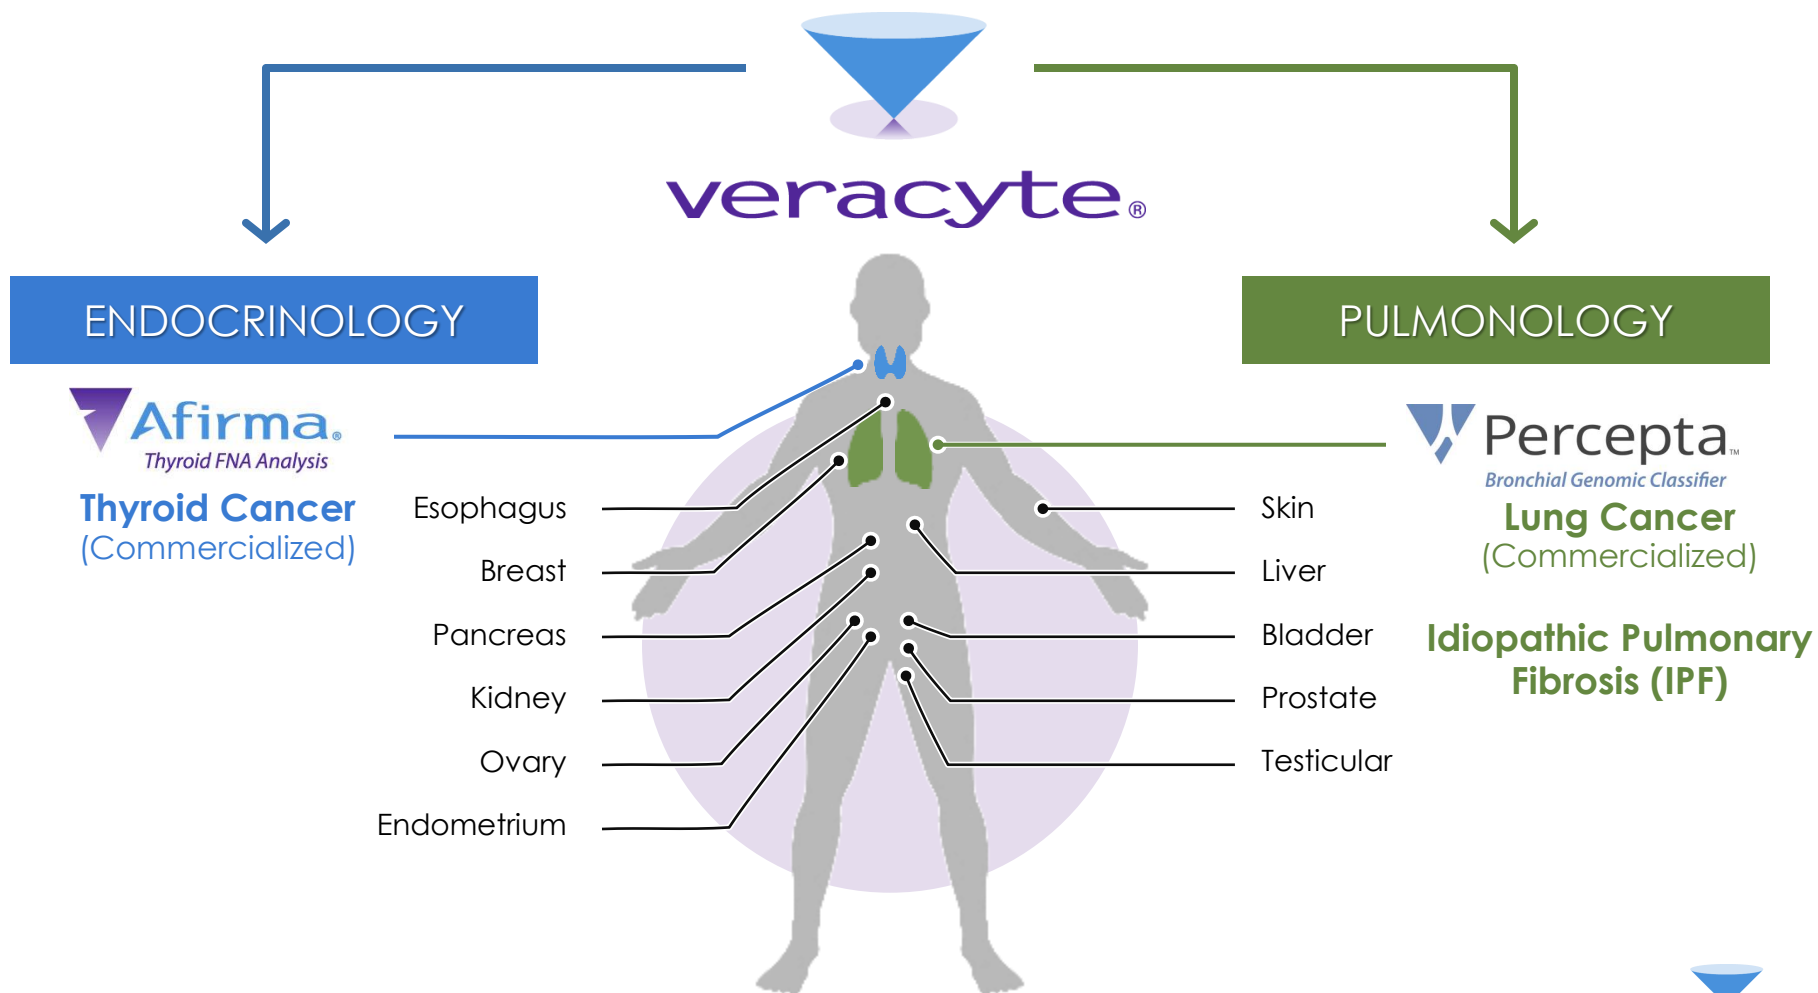 veracyte®
ENDOCRINOLOGY
Afirma®
Thyroid FNA Analysis
Thyroid Cancer
(Commercialized)
Esophagus
Breast
Pancreas
Kidney
Ovary
Endometrium
PULMONOLOGY
Percepta™
Bronchial Genomic Classifier
Lung Cancer
(Commercialized)
Idiopathic Pulmonary
Fibrosis (IPF)
Skin
Liver
Bladder
Prostate
Testicular